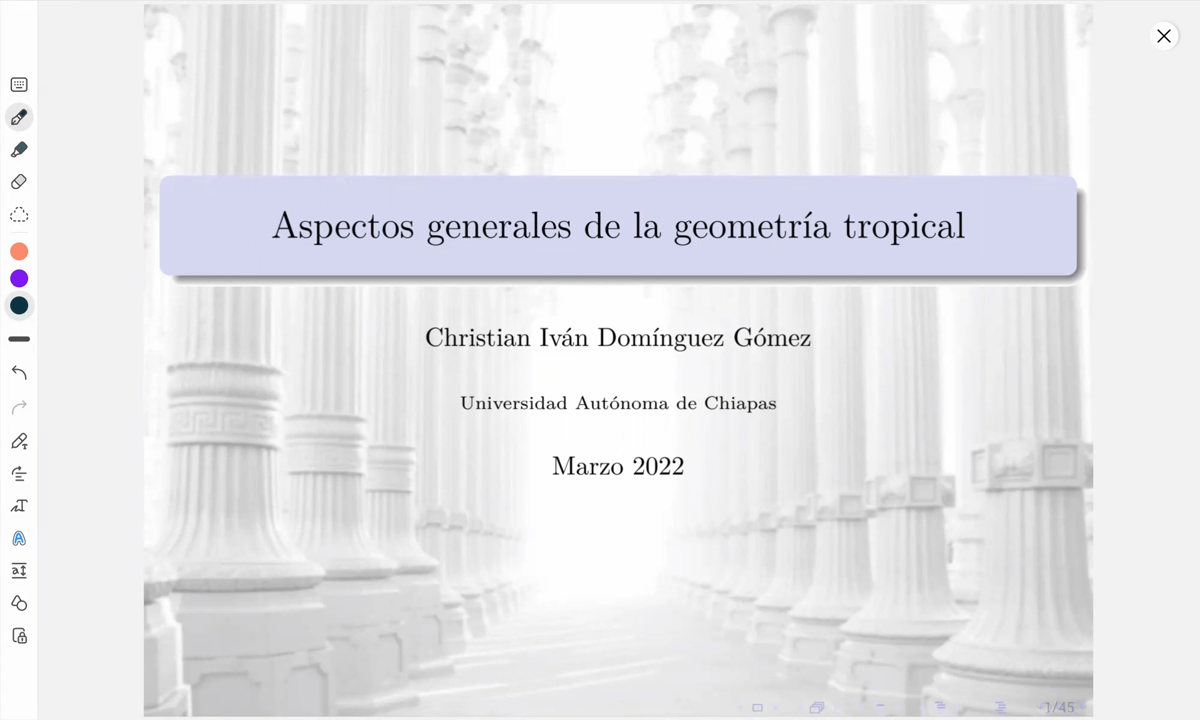 Aspectos generales de la geometría tropical
Christian Iván Domínguez Gómez
Universidad Autónoma de Chiapas
Marzo 2022
1/45